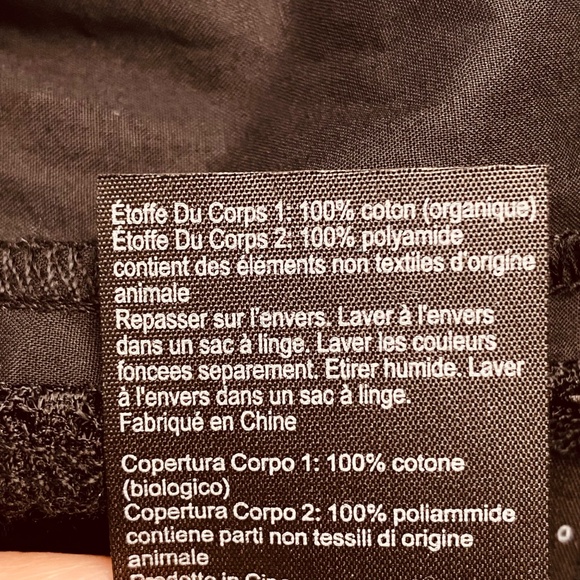 Étoffe Du Corps 1: 100% coton (organique)
Étoffe Du Corps 2: 100% polyamide
contient des éléments non textiles d'origine
animale
Repasser sur l'envers. Laver à l'envers
dans un sac à linge. Laver les couleurs
foncees separement. Etirer humide. Laver
à l'envers dans un sac à linge.
Fabriqué en Chine
Copertura Corpo 1: 100% cotone
(biologico)
Copertura Corpo 2: 100% poliammide
contiene parti non tessili di origine
animale
Prodotto in Cina